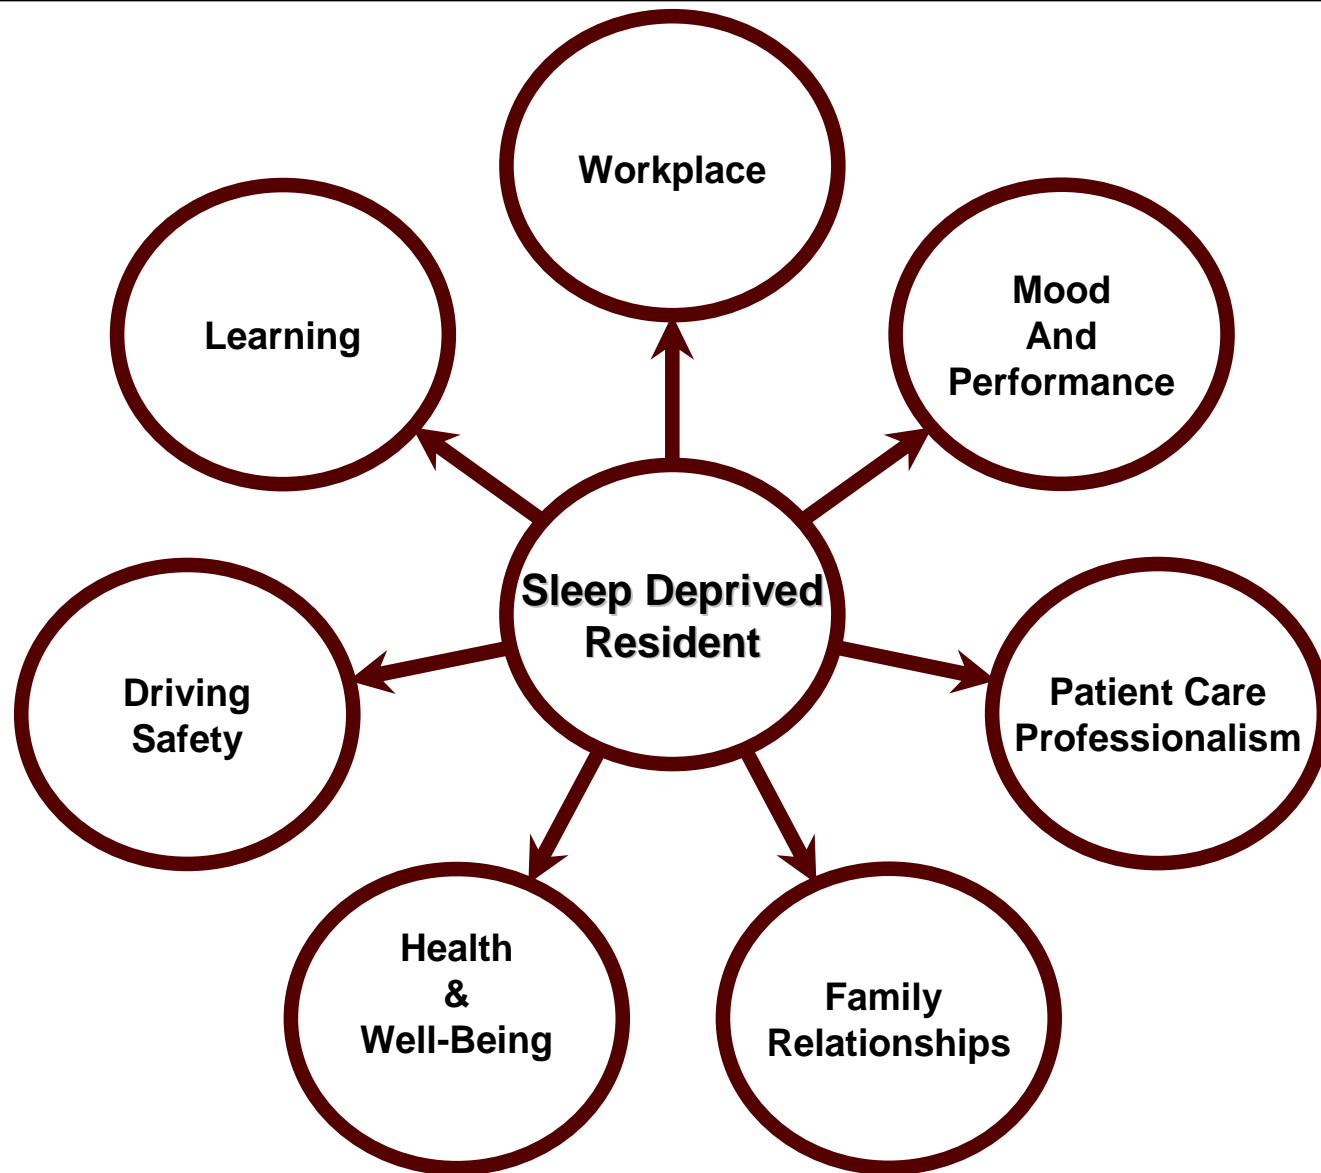 Workplace
Mood
And
Performance
Learning
Sleep Deprived
Resident
Patient Care
Professionalism
Driving
Safety
Health
&
Well-Being
Family
Relationships